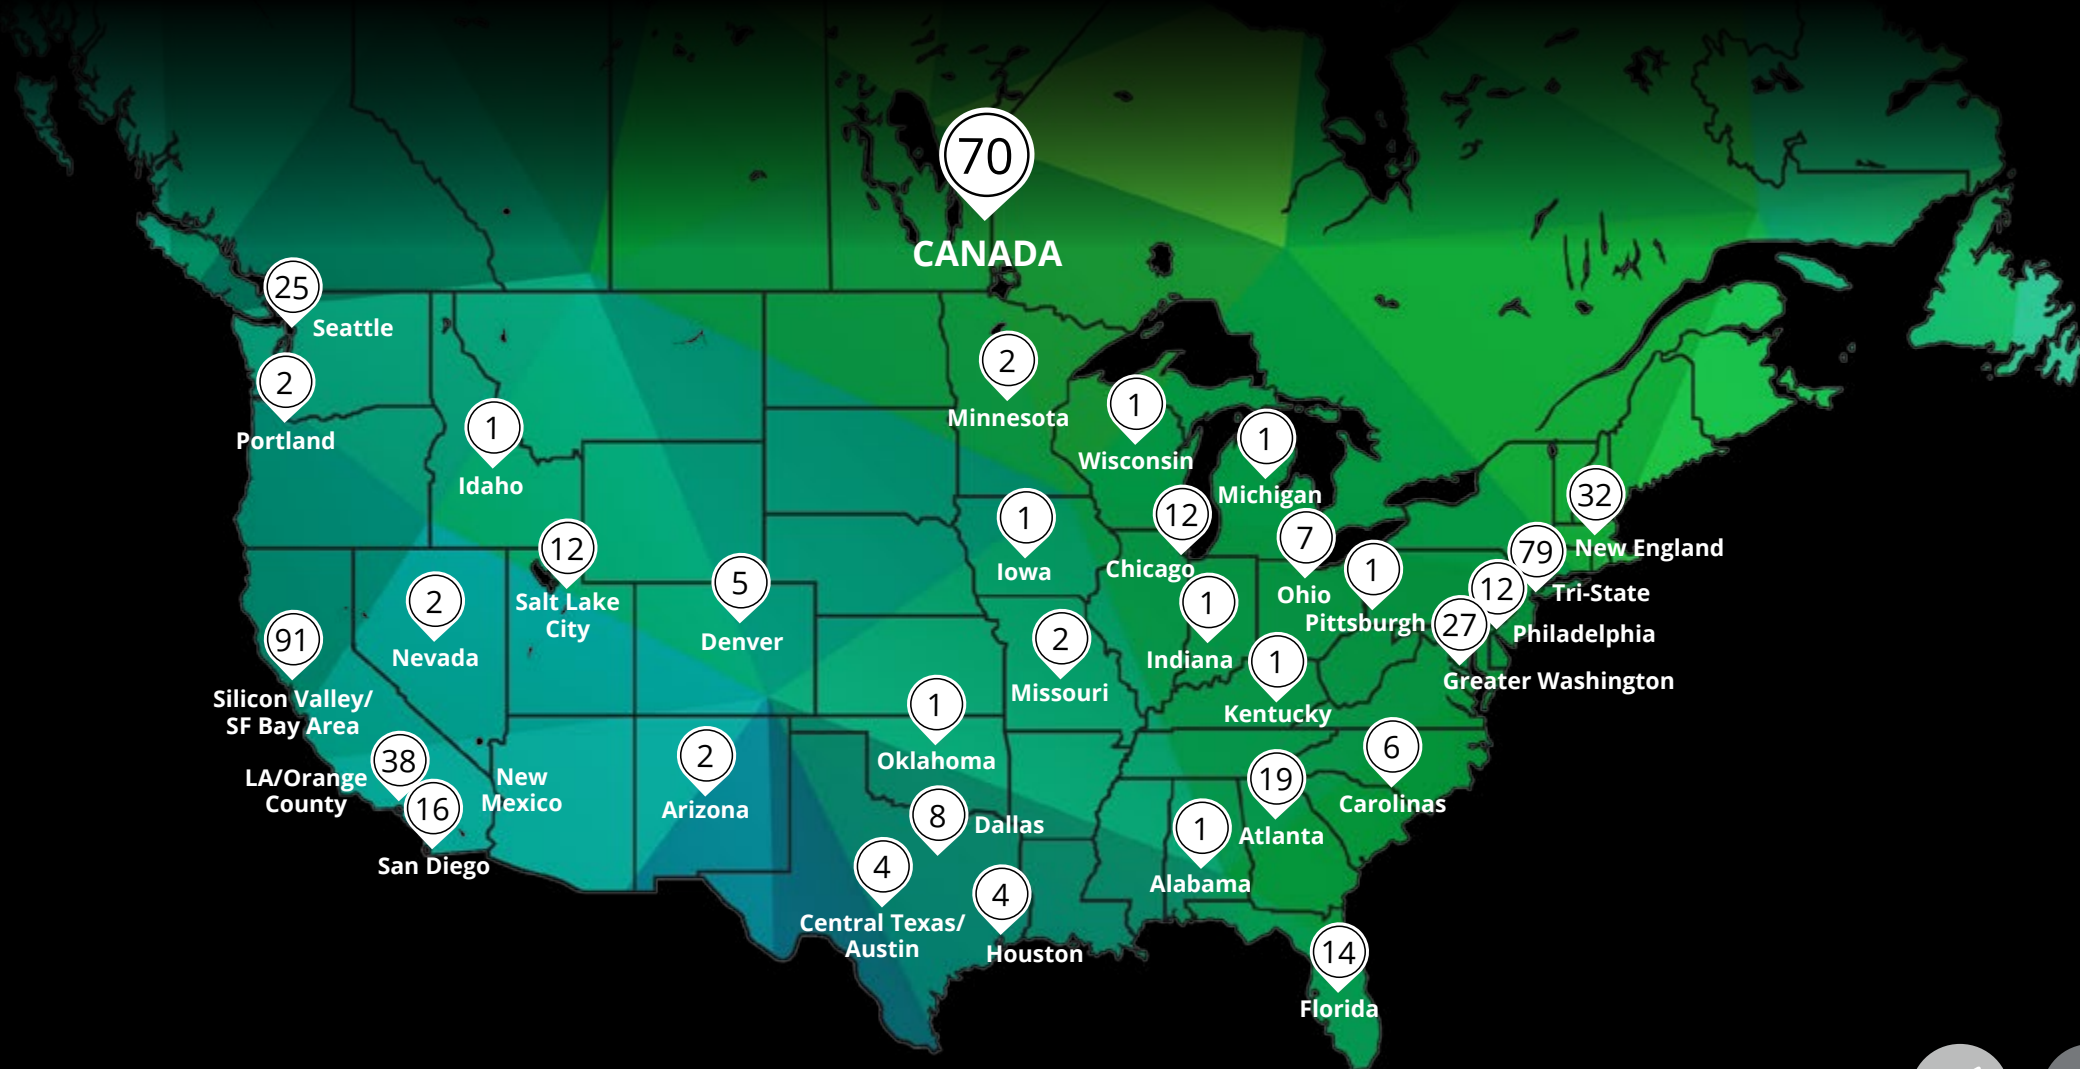 70
CANADA
25
Seattle
2
Portland
1
Idaho
2
Minnesota
1
Wisconsin
1
Michigan
32
New England
12
Chicago
1
Iowa
7
Ohio
1
Pittsburgh
79
Tri-State
12
Philadelphia
27
Greater Washington
12
Salt Lake
City
5
Denver
2
Nevada
91
Silicon Valley/
SF Bay Area
1
Indiana
2
Missouri
1
Kentucky
1
Oklahoma
38
LA/Orange
County
16
San Diego
New
Mexico
2
Arizona
6
Carolinas
19
Atlanta
8
Dallas
1
Alabama
4
Central Texas/
Austin
4
Houston
14
Florida